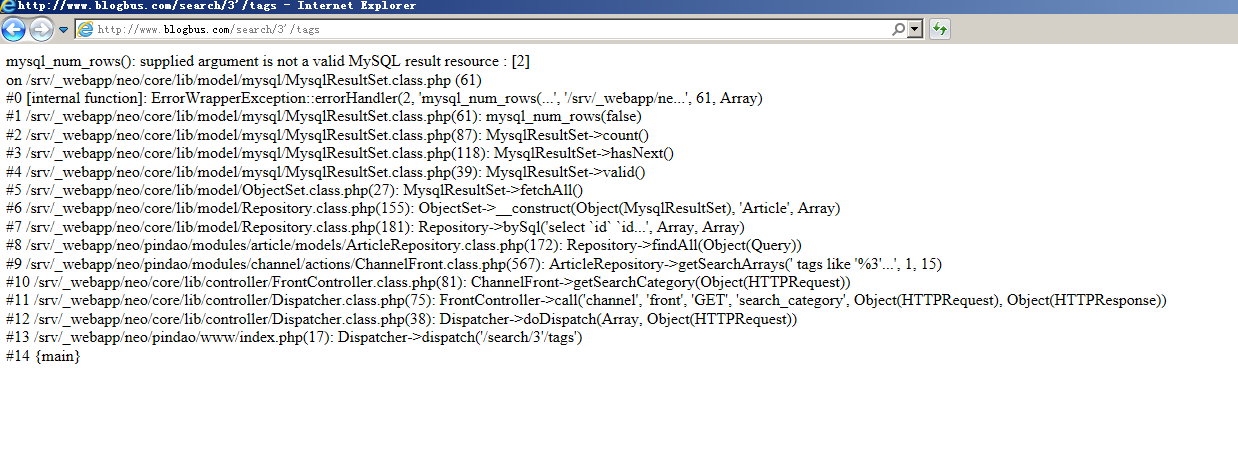 http://www.blogbus.com/search/3'/tags - Internet Explorer
http://www.blogbus.com/search/3'/tags
mysql_num_rows(): supplied argument is not a valid MySQL result resource : [2]
on /srv/_webapp/neo/core/lib/model/mysql/MysqlResultSet.class.php (61)
#0 [internal function]: ErrorWrapperException::errorHandler(2, 'mysql_num_rows(...', '/srv/_webapp/ne...', 61, Array)
#1 /srv/_webapp/neo/core/lib/model/mysql/MysqlResultSet.class.php(61): mysql_num_rows(false)
#2 /srv/_webapp/neo/core/lib/model/mysql/MysqlResultSet.class.php(87): MysqlResultSet->count()
#3 /srv/_webapp/neo/core/lib/model/mysql/MysqlResultSet.class.php(118): MysqlResultSet->hasNext()
#4 /srv/_webapp/neo/core/lib/model/mysql/MysqlResultSet.class.php(39): MysqlResultSet->valid()
#5 /srv/_webapp/neo/core/lib/model/ObjectSet.class.php(27): MysqlResultSet->fetchAll()
#6 /srv/_webapp/neo/core/lib/model/Repository.class.php(155): ObjectSet->__construct(Object(MysqlResultSet), 'Article', Array)
#7 /srv/_webapp/neo/core/lib/model/Repository.class.php(181): Repository->bySql('select `id` `id...', Array, Array)
#8 /srv/_webapp/neo/pindao/modules/article/models/ArticleRepository.class.php(172): Repository->findAll(Object(Query))
#9 /srv/_webapp/neo/pindao/modules/channel/actions/ChannelFront.class.php(567): ArticleRepository->getSearchArrays(' tags like '%3'...', 1, 15)
#10 /srv/_webapp/neo/core/lib/controller/FrontController.class.php(81): ChannelFront->getSearchCategory(Object(HTTPRequest))
#11 /srv/_webapp/neo/core/lib/controller/Dispatcher.class.php(75): FrontController->call('channel', 'front', 'GET', 'search_category', Object(HTTPRequest), Object(HTTPResponse))
#12 /srv/_webapp/neo/core/lib/controller/Dispatcher.class.php(38): Dispatcher->doDispatch(Array, Object(HTTPRequest))
#13 /srv/_webapp/neo/pindao/www/index.php(17): Dispatcher->dispatch('/search/3'/tags')
#14 {main}